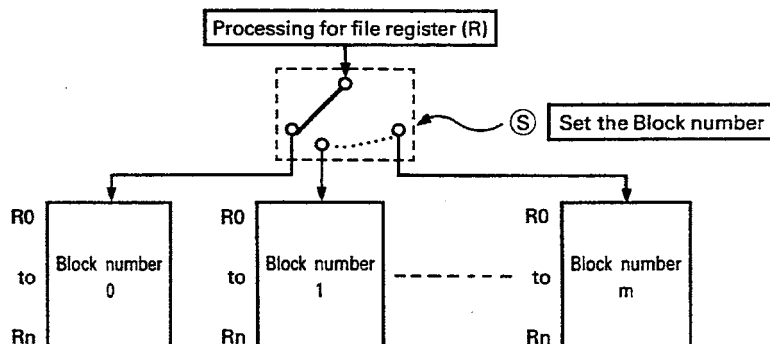 Processing for file register (R)
Ⓢ Set the Block number
R0 R0 R0
Block number Block number Block number
to to to
0 1 m
Rn Rn Rn